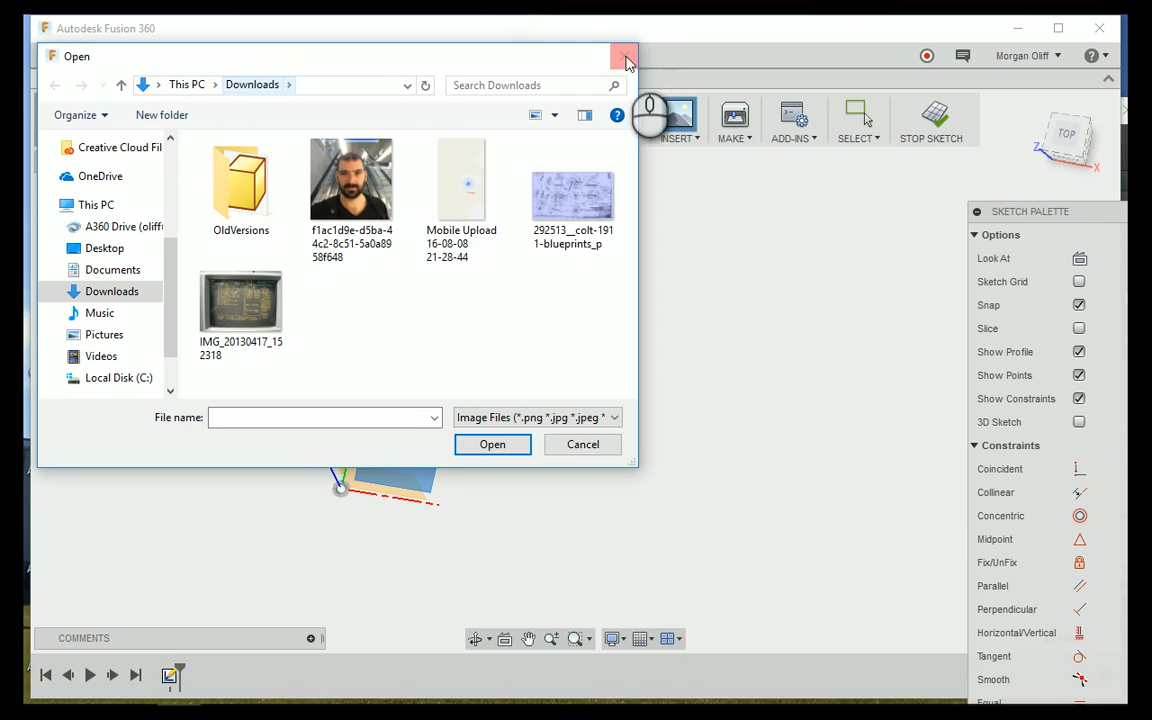 Autodesk Fusion 360
Open
Morgan Oliff
This PC
Downloads
Search Downloads
Organize
New folder
INSERT
MAKE
ADD-INS
SELECT
STOP SKETCH
TOP
Z
X
Creative Cloud Fil
OneDrive
This PC
A360 Drive (oliff
Desktop
Documents
Downloads
Music
Pictures
Videos
Local Disk (C:)
OldVersions
f1ac1d9e-d5ba-4
4c2-8c51-5a0a89
58f648
Mobile Upload
16-08-08
21-28-44
292513__colt-191
1-blueprints_p
IMG_20130417_15
2318
File name:
Image Files (*.png *.jpg *.jpeg *
Open
Cancel
SKETCH PALETTE
Options
Look At
Sketch Grid
Snap
Slice
Show Profile
Show Points
Show Constraints
3D Sketch
Constraints
Coincident
Collinear
Concentric
Midpoint
Fix/UnFix
Parallel
Perpendicular
Horizontal/Vertical
Tangent
Smooth
Equal
COMMENTS